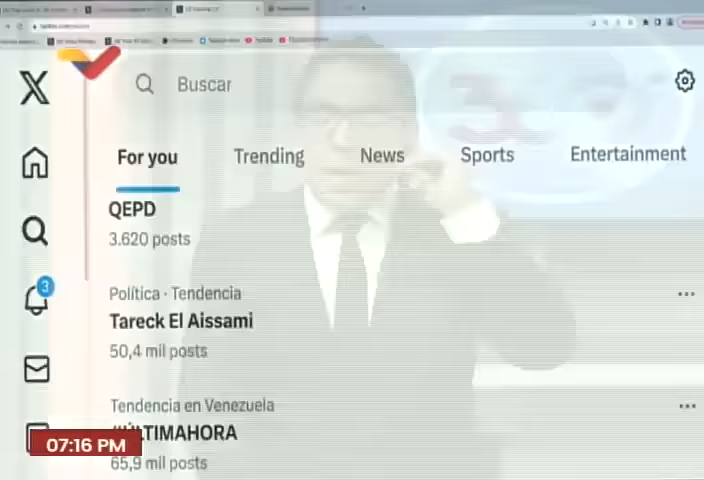 Buscar
For you
Trending
News
Sports
Entertainment
QEPD
3.620 posts
Política · Tendencia
Tareck El Aissami
50,4 mil posts
3
Tendencia en Venezuela
#ÚLTIMAHORA
07:16 PM
65,9 mil posts